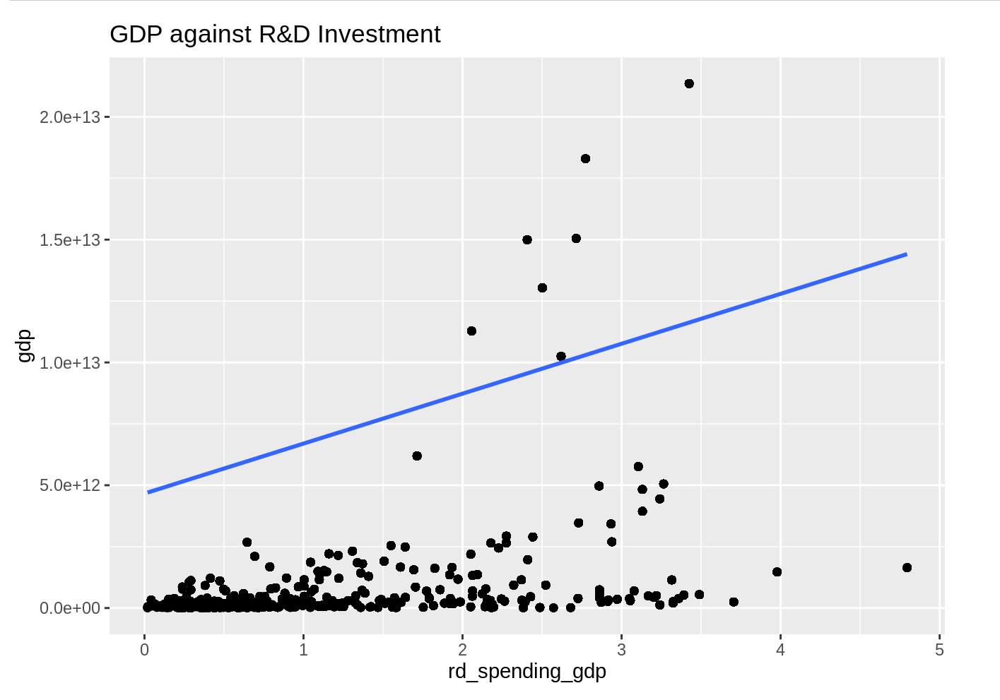 GDP against R&D Investment
2.0e+13
1.5e+13
1.0e+13
5.0e+12
0.0e+00
gdp
0 1 2 3 4 5
rd_spending_gdp